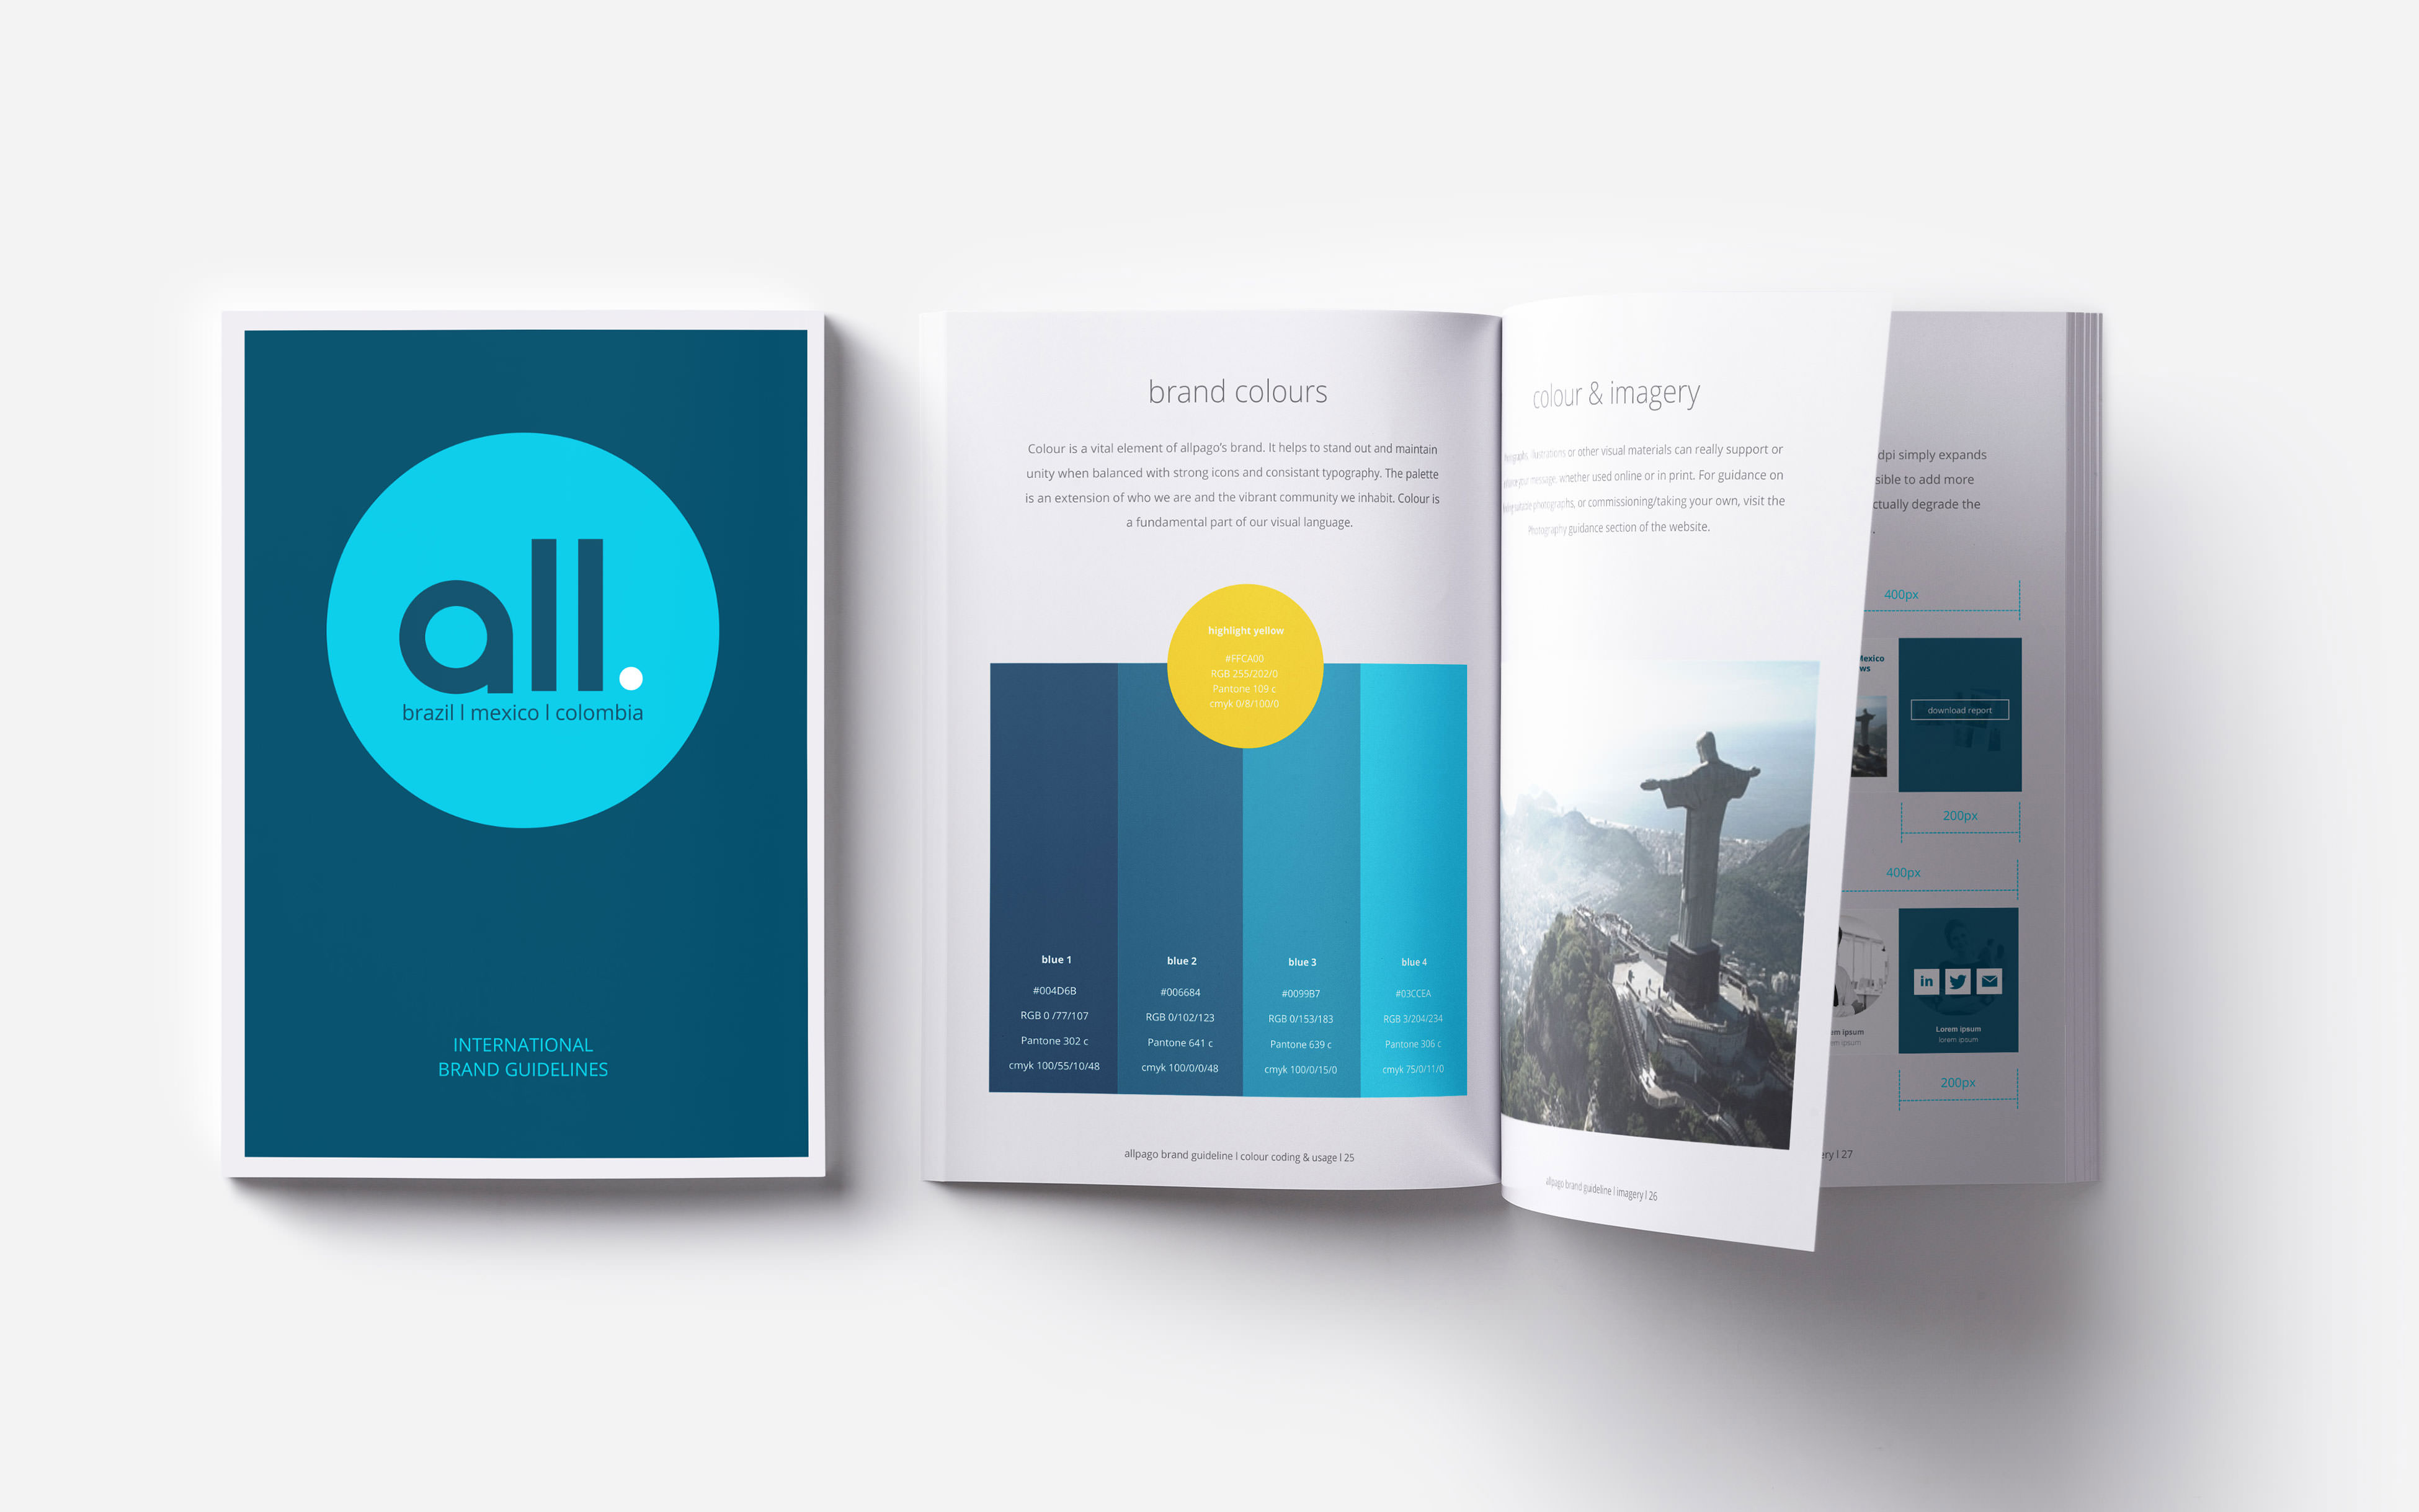 all.
brazil l mexico l colombia
INTERNATIONAL
BRAND GUIDELINES
brand colours
Colour is a vital element of allpago's brand. It helps to stand out and maintain
unity when balanced with strong icons and consistant typography. The palette
is an extension of who we are and the vibrant community we inhabit. Colour is
a fundamental part of our visual language.
highlight yellow
#FFCA00
RGB 255/202/0
Pantone 109 c
cmyk 0/8/100/0
blue 1
#004D6B
RGB 0 /77/107
Pantone 302 c
cmyk 100/55/10/48
blue 2
#006684
RGB 0/102/123
Pantone 641 c
cmyk 100/0/0/48
blue 3
#0099B7
RGB 0/153/183
Pantone 639 c
cmyk 100/0/15/0
blue 4
#03CCEA
RGB 3/204/234
Pantone 306 c
cmyk 75/0/11/0
allpago brand guideline l colour coding & usage l 25
colour & imagery
illustrations or other visual materials can really support or
your message, whether used online or in print. For guidance on
suitable photographs, or commissioning/taking your own, visit the
Photography guidance section of the website.
allpago brand guideline l imagery l 26
dpi simply expands
sible to add more
ctually degrade the
.
400px
Mexico
ws
download report
200px
400px
in
m ipsum
em ipsum
Lorem ipsum
lorem ipsum
200px
ery l 27